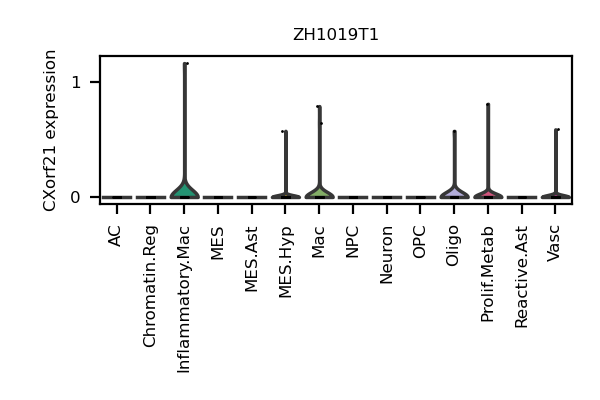 ZH1019T1
CXorf21 expression
1
0
AC
Chromatin.Reg
Inflammatory.Mac
MES
MES.Ast
MES.Hyp
Mac
NPC
Neuron
OPC
Oligo
Prolif.Metab
Reactive.Ast
Vasc